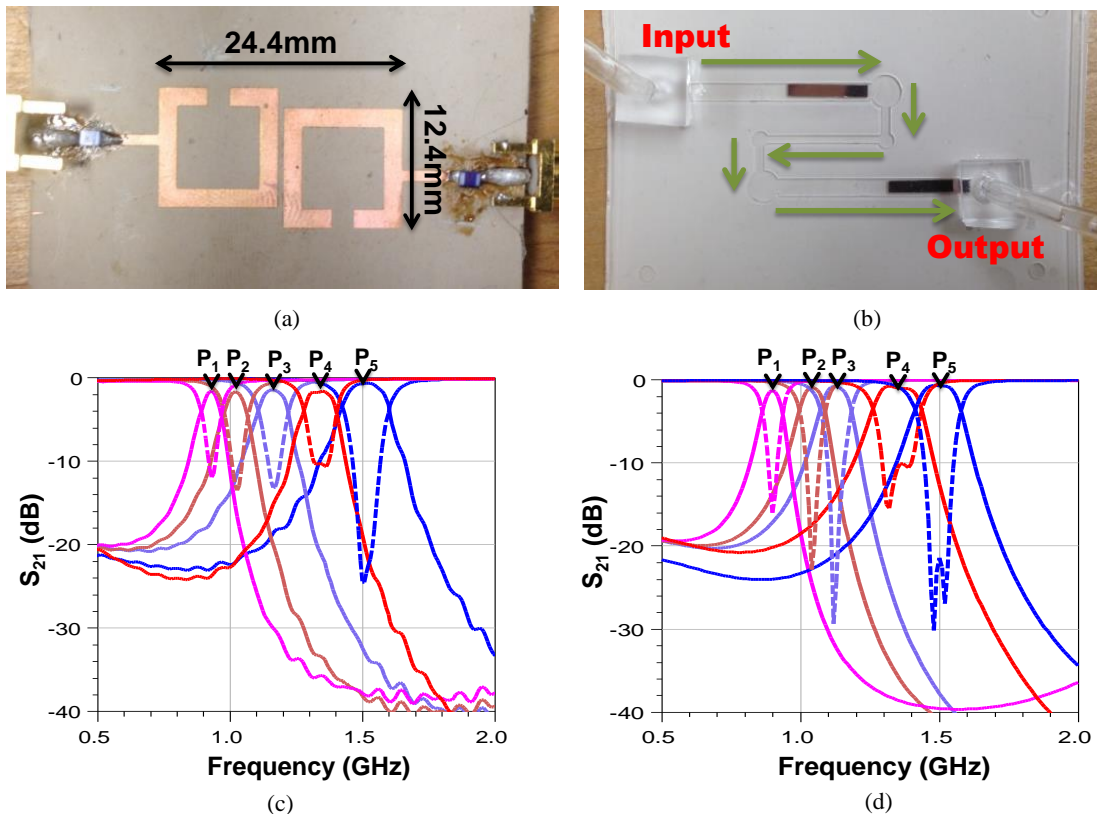 24.4mm
12.4mm
(a)
Input
Output
(b)
P1 P2 P3 P4 P5
0
-10
-20
-30
-40
S21 (dB)
0.5 1.0 1.5 2.0
Frequency (GHz)
(c)
P1 P2 P3 P4 P5
0
-10
-20
-30
-40
S21 (dB)
0.5 1.0 1.5 2.0
Frequency (GHz)
(d)